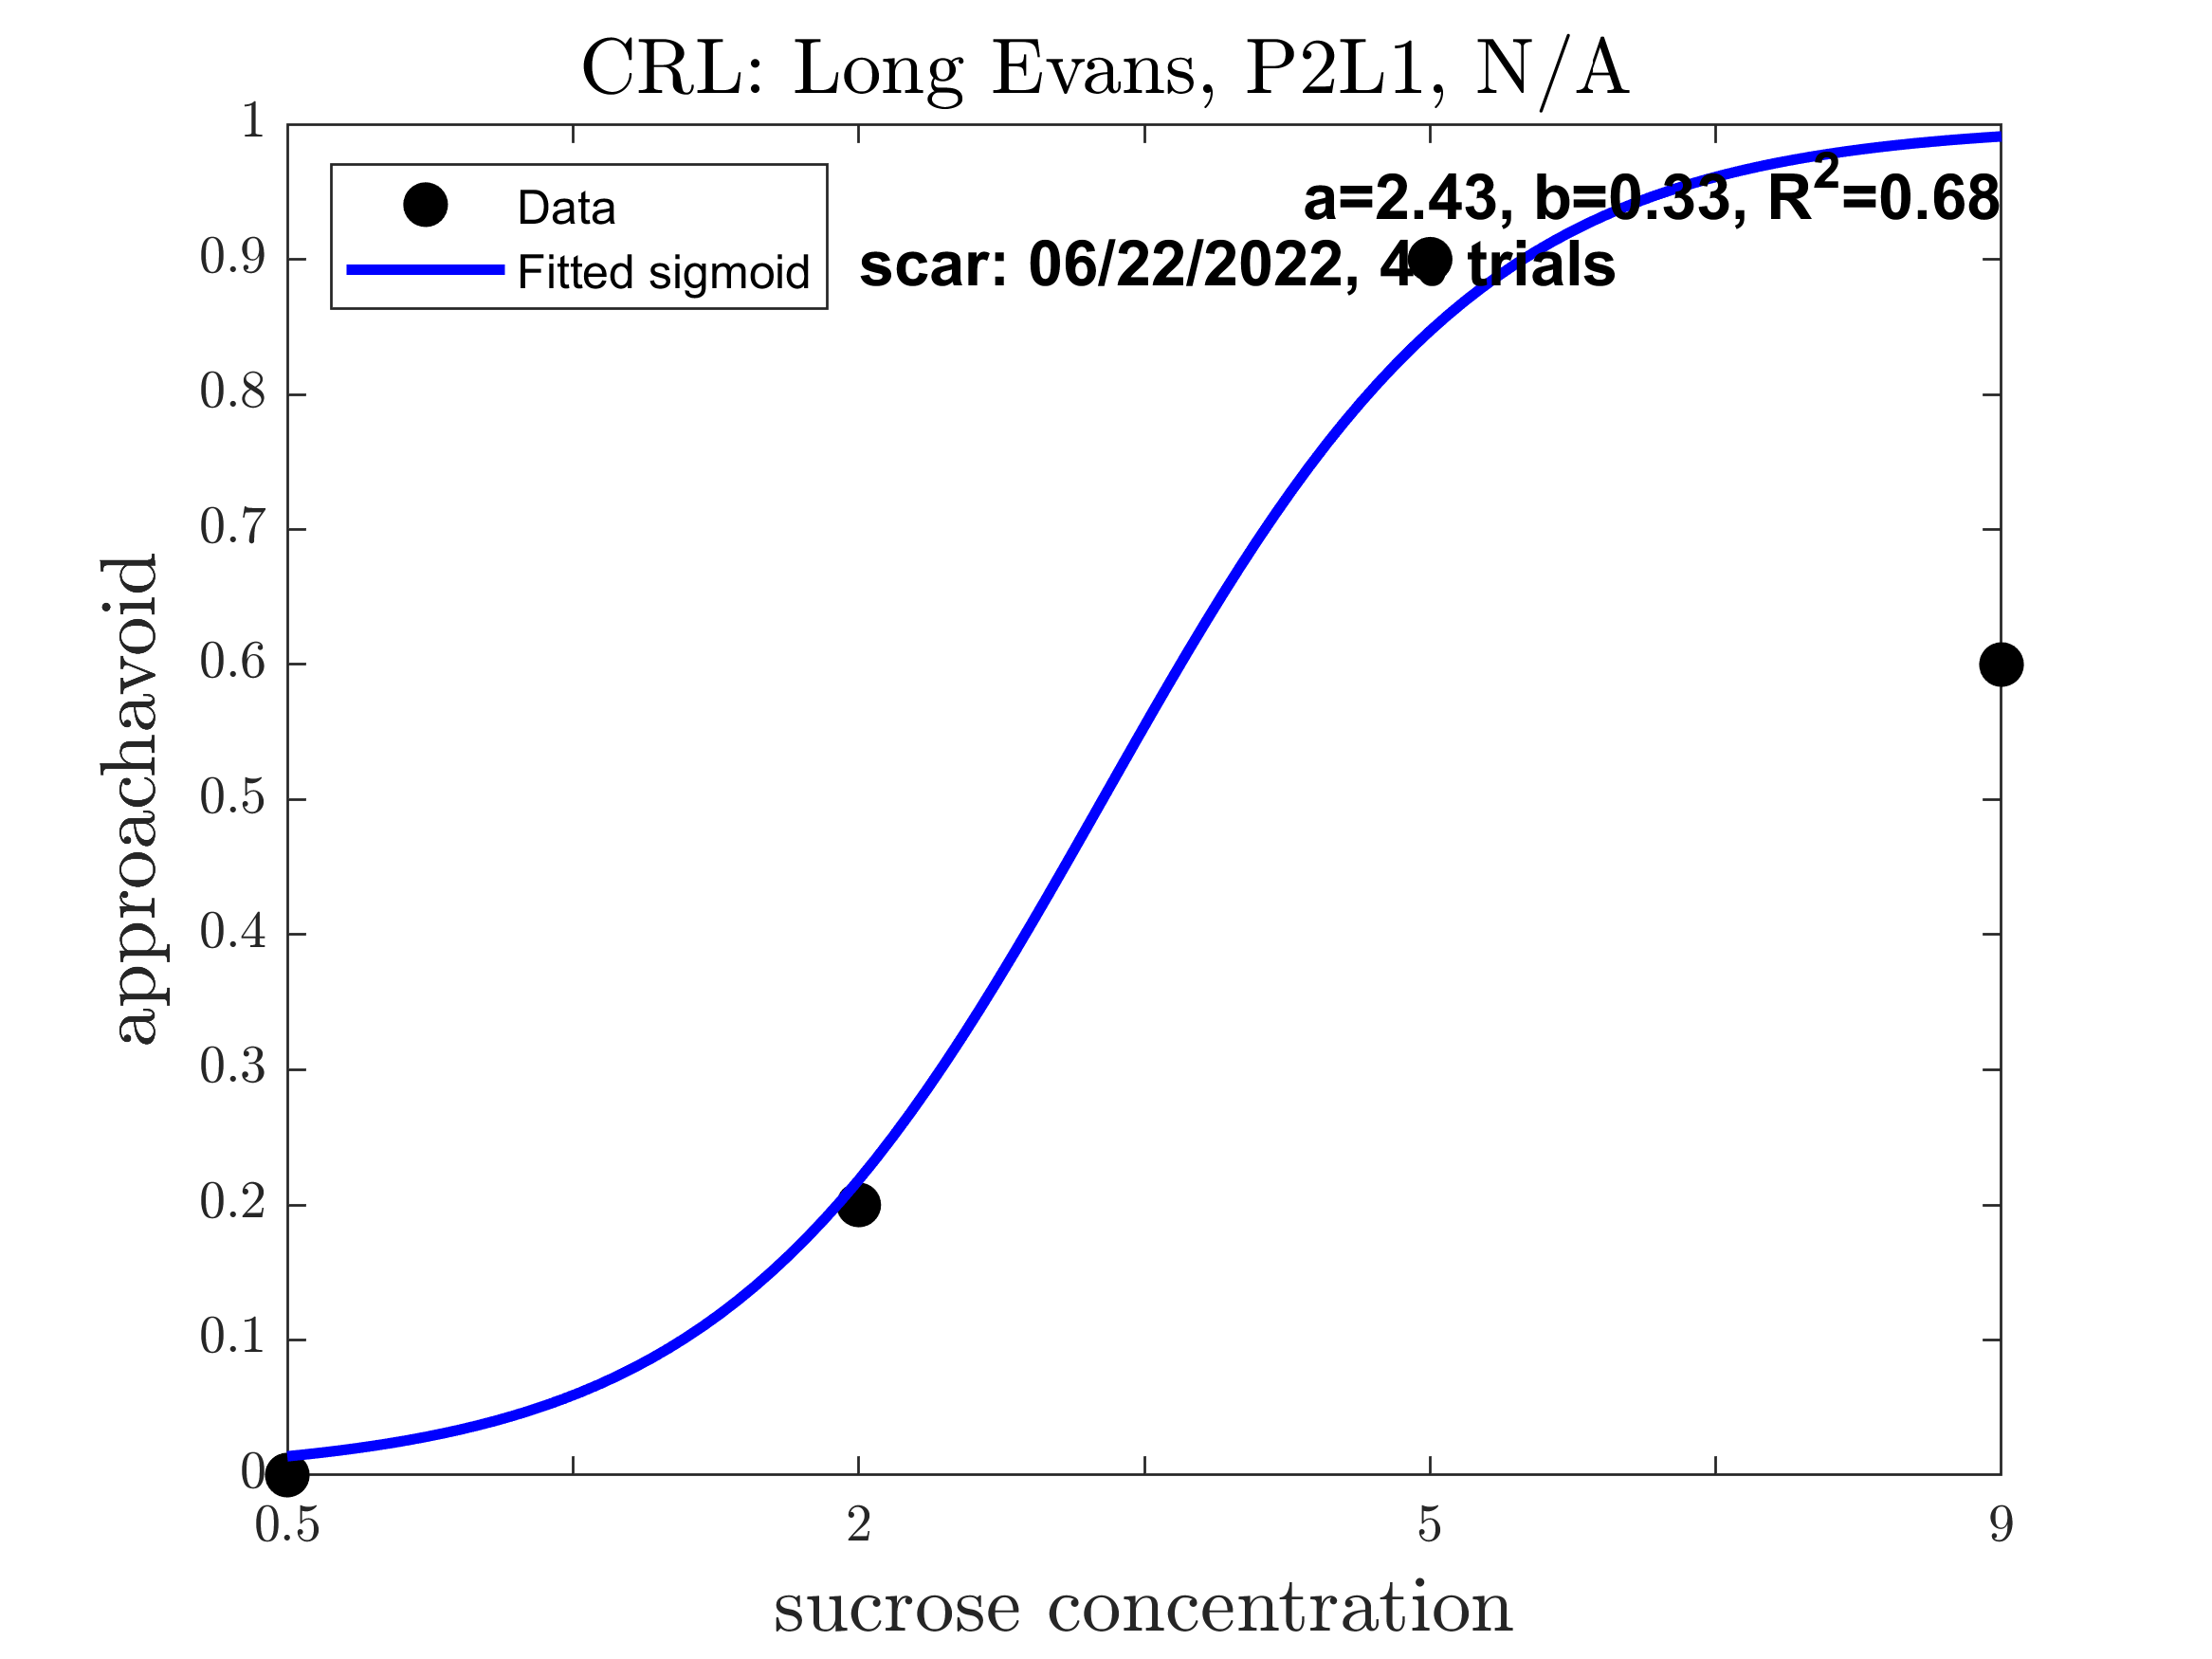 CRL: Long Evans, P2L1, N/A
Data
Fitted sigmoid
a=2.43, b=0.33, R²=0.68
scar: 06/22/2022, trials
approachavoid
1
0.9
0.8
0.7
0.6
0.5
0.4
0.3
0.2
0.1
0
0.5 2 5 9
sucrose concentration